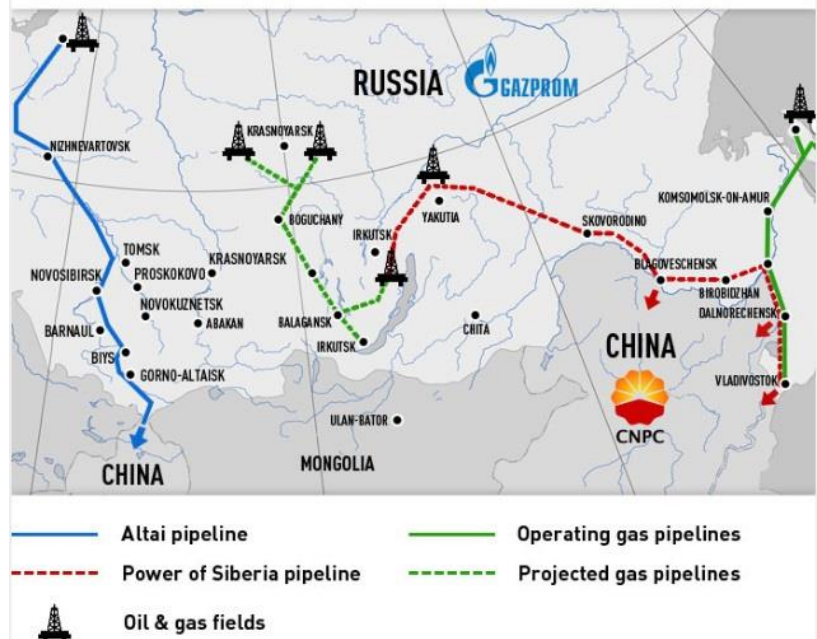 RUSSIA
GAZPROM
KRASNOYARSK
NIZHNEVARTOVSK
YAKUTIA
KOMSOMOLSK-ON-AMUR
BOGUCHANY
SKOVORODINO
IRKUTSK
TOMSK
KRASNOYARSK
PROSKOKOVO
BLAGOVESCHENSK
NOVOSIBIRSK
BIROBIDZHAN
NOVOKUZNETSK
ABAKAN
BALAGANSK
CHITA
DALNORECHENSK
BARNAUL
IRKUTSK
CHINA
BIYS
GORNO-ALTAISK
VLADIVOSTOK
ULAN-BATOR
CNPC
CHINA
MONGOLIA
Altai pipeline
Operating gas pipelines
Power of Siberia pipeline
Projected gas pipelines
Oil & gas fields